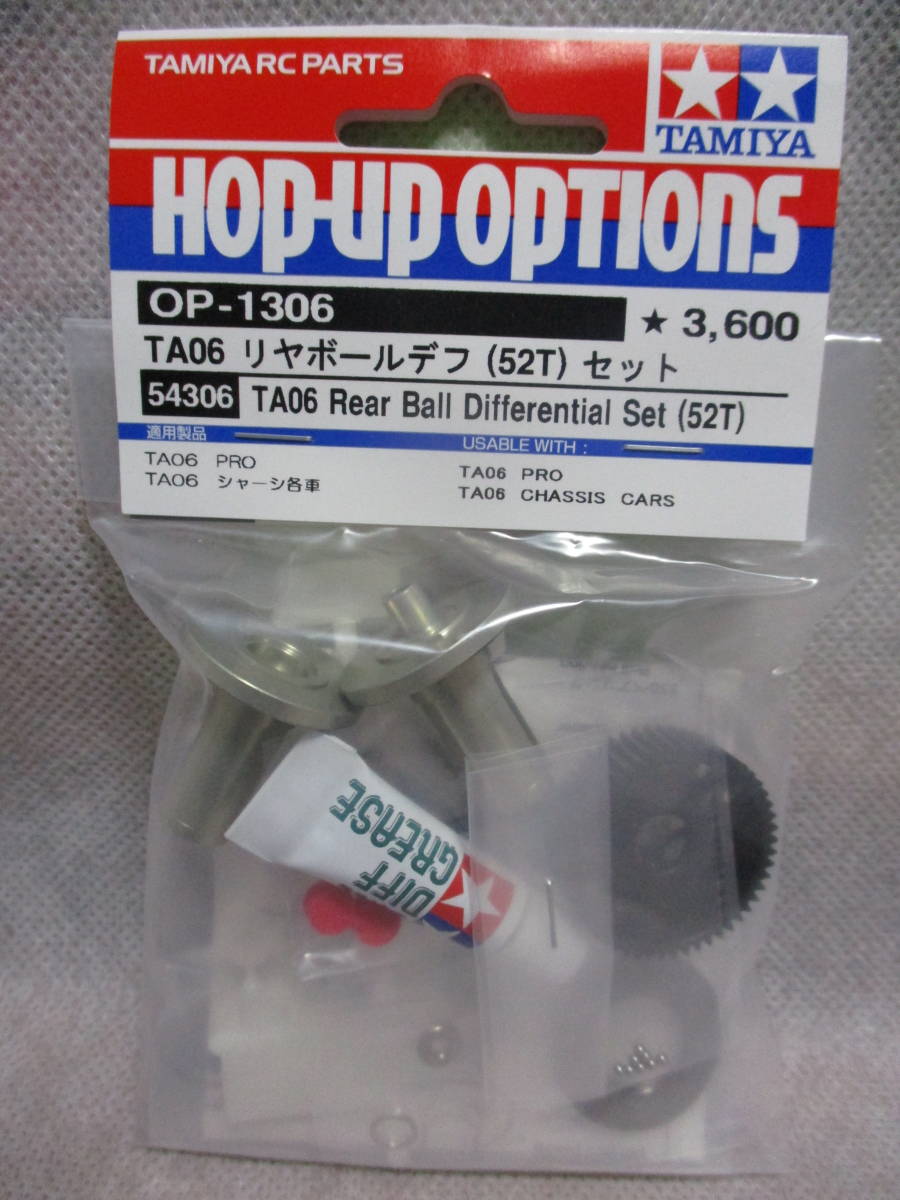 TAMIYA RC PARTS
TAMIYA
HOP-UP OPTIONS
OP-1306
★ 3,600
TA06 リヤボールデフ (52T) セット
54306 TA06 Rear Ball Differential Set (52T)
適用製品
TA06 PRO
TA06 シャーシ各車
USABLE WITH :
TA06 PRO
TA06 CHASSIS CARS
DIFF
GREASE